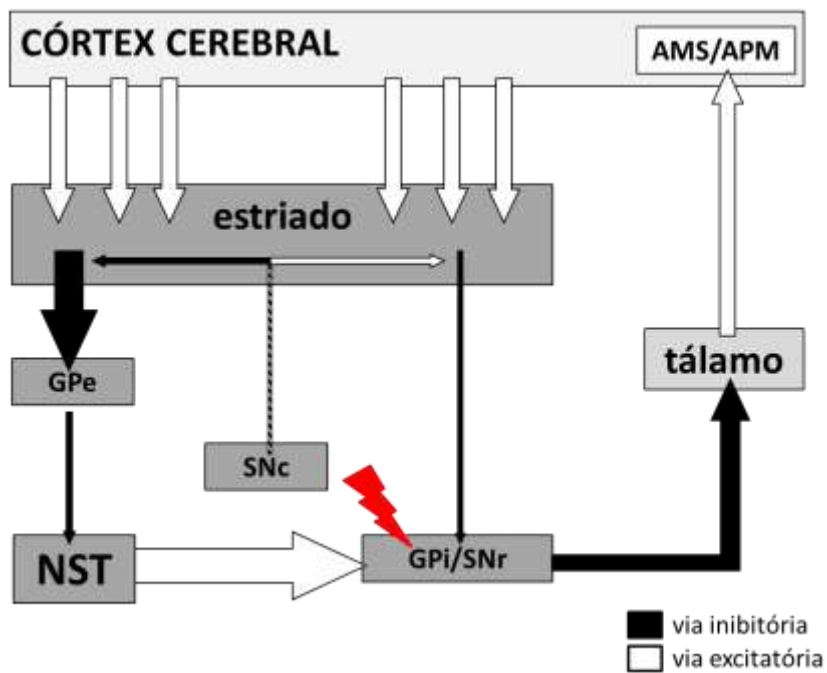 CÓRTEX CEREBRAL
AMS/APM
estriado
tálamo
GPe
SNc
NST
GPi/SNr
via inibitória
via excitatória